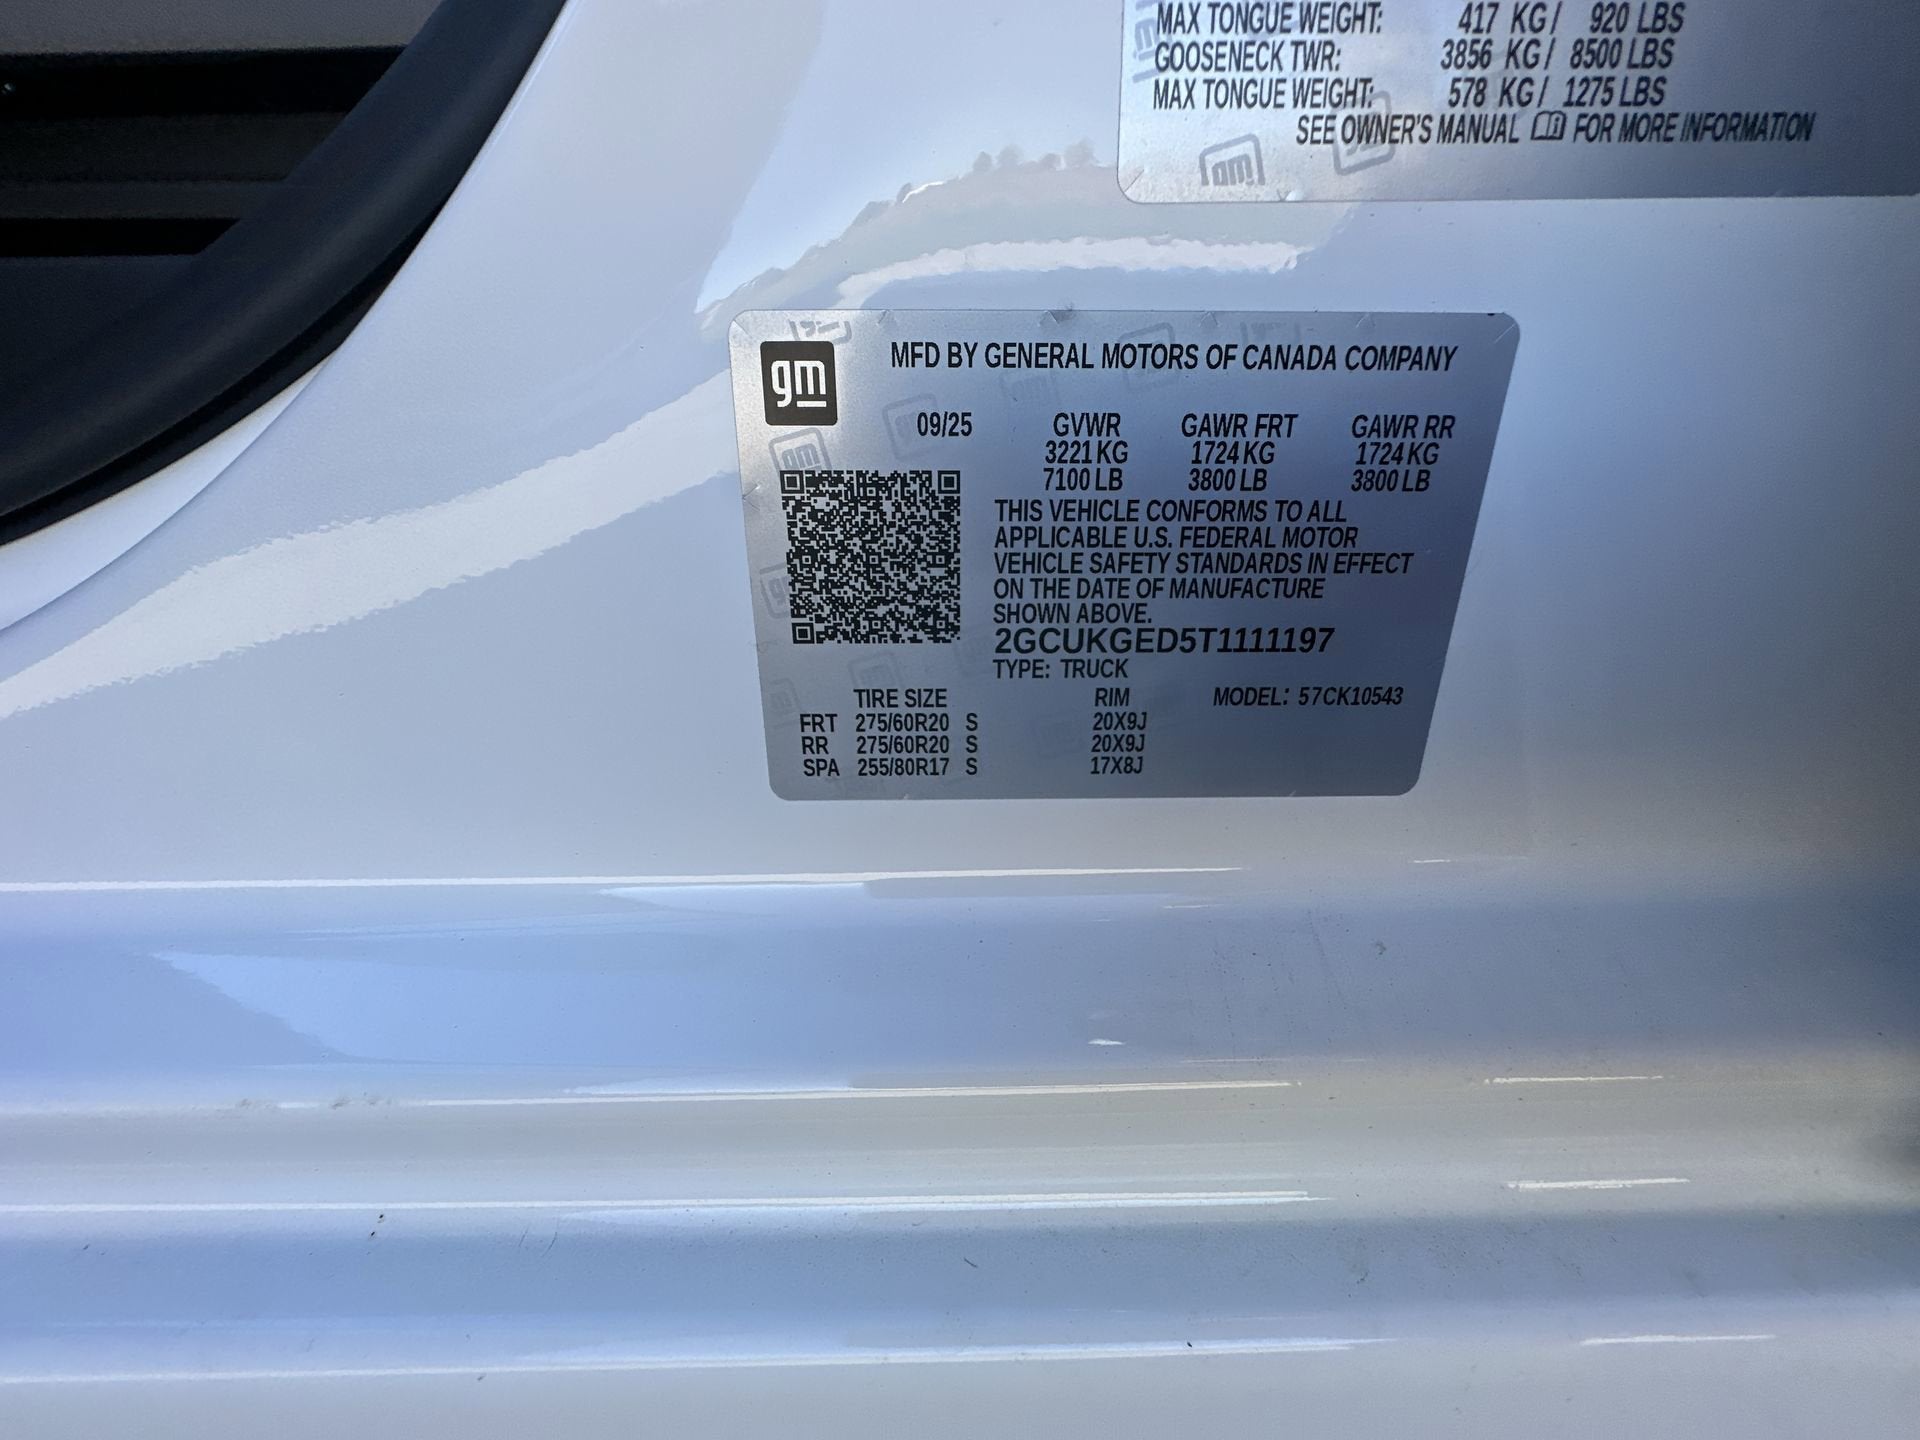 MAX TONGUE WEIGHT: 417 KG / 920 LBS
GOOSENECK TWR: 3856 KG / 8500 LBS
MAX TONGUE WEIGHT: 578 KG / 1275 LBS
SEE OWNER'S MANUAL FOR MORE INFORMATION
gm
MFD BY GENERAL MOTORS OF CANADA COMPANY
09/25 GVWR GAWR FRT GAWR RR
3221 KG 1724 KG 1724 KG
7100 LB 3800 LB 3800 LB
THIS VEHICLE CONFORMS TO ALL
APPLICABLE U.S. FEDERAL MOTOR
VEHICLE SAFETY STANDARDS IN EFFECT
ON THE DATE OF MANUFACTURE
SHOWN ABOVE.
2GCUKGED5T1111197
TYPE: TRUCK
TIRE SIZE RIM MODEL: 57CK10543
FRT 275/60R20 S 20X9J
RR 275/60R20 S 20X9J
SPA 255/80R17 S 17X8J